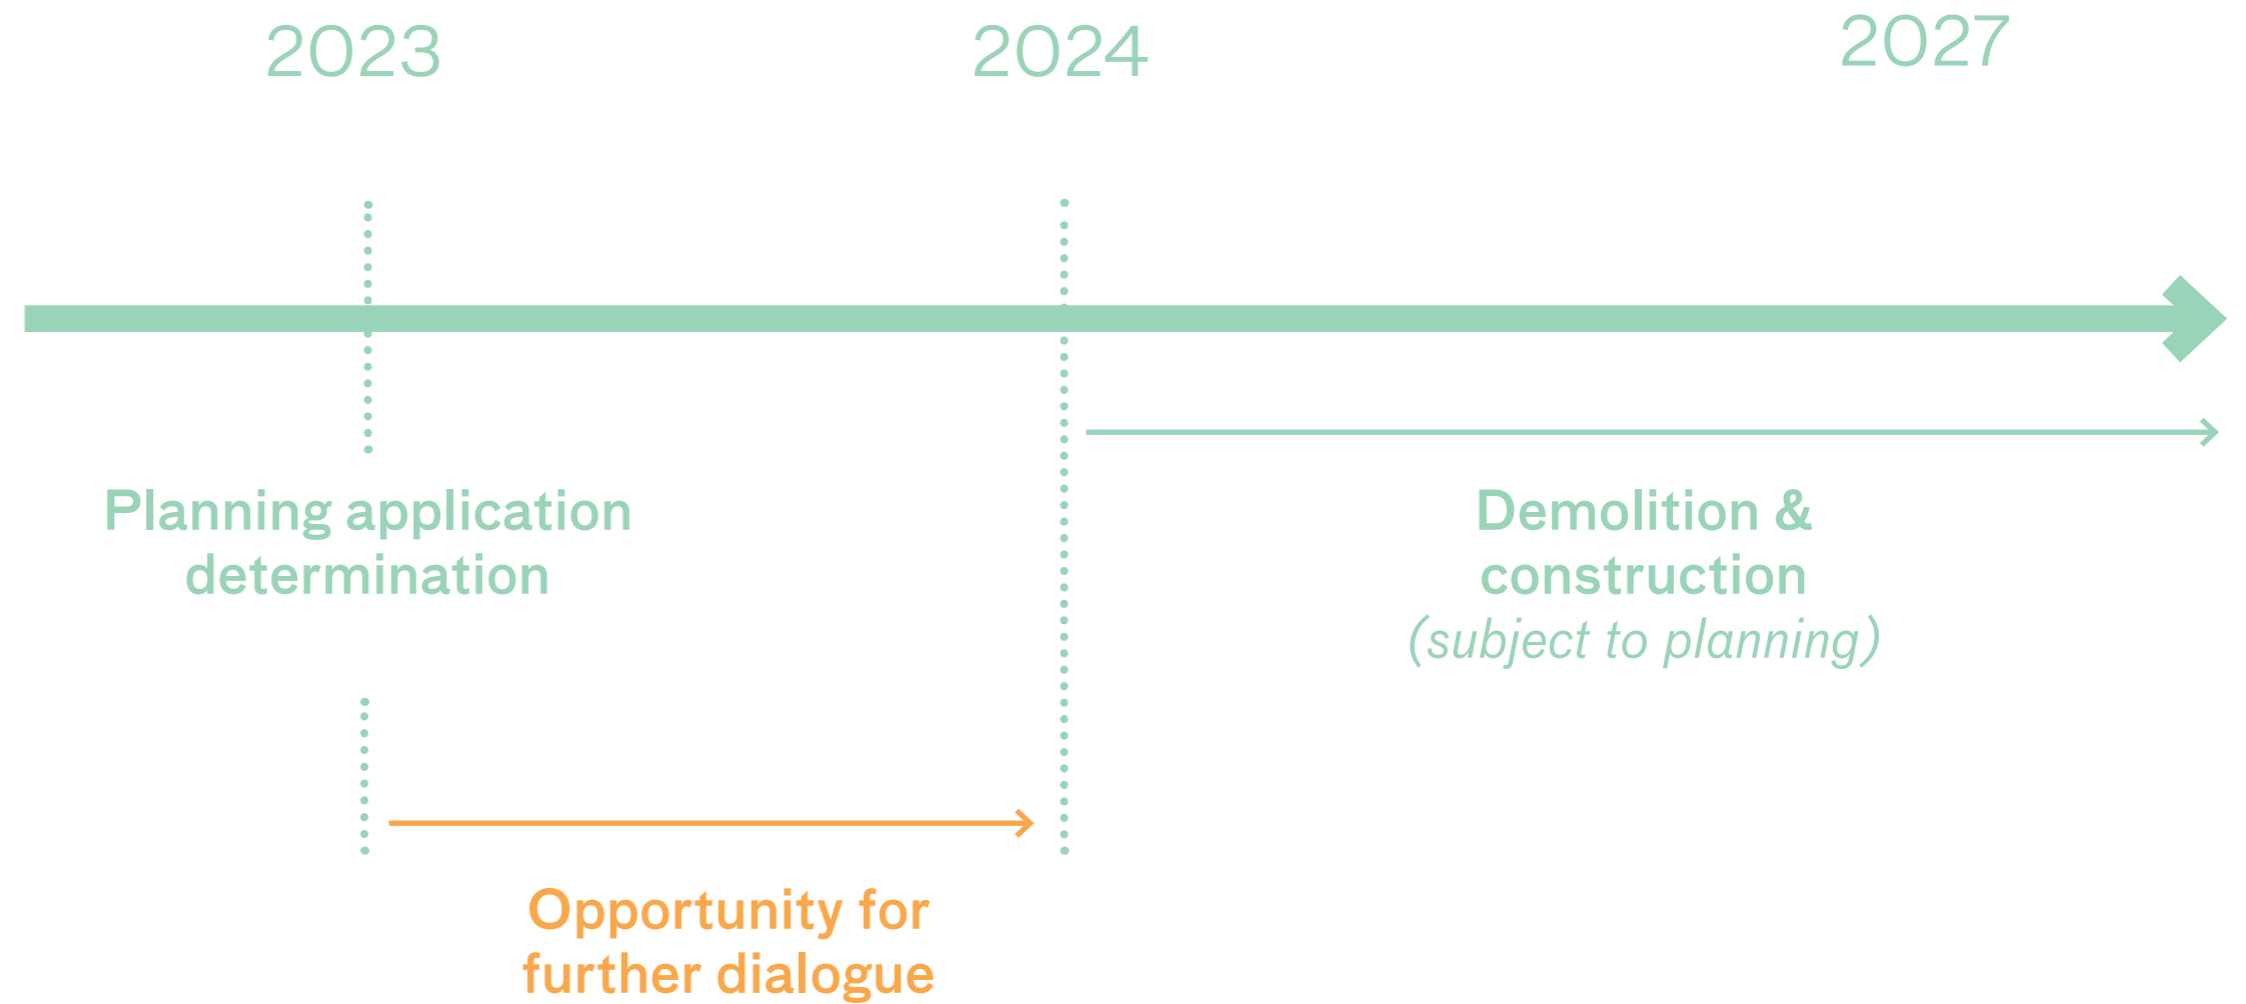 2023
2024
2027
Planning application
determination
Demolition &
construction
(subject to planning)
Opportunity for
further dialogue